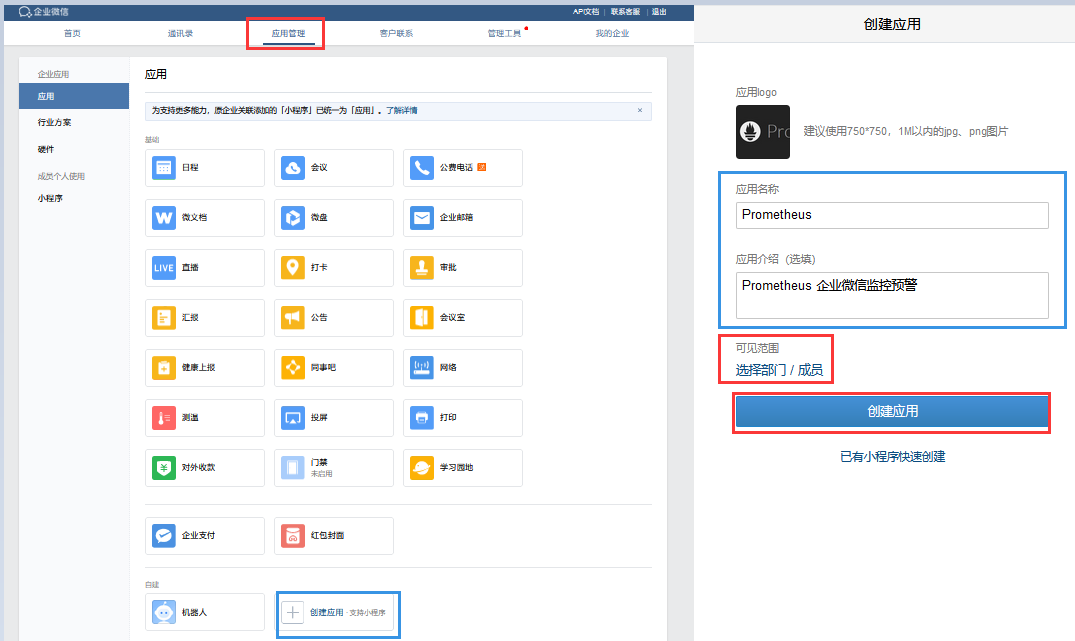 企业微信
API文档 | 联系客服 | 退出
首页 通讯录 应用管理 客户联系 管理工具 我的企业
企业应用
应用
行业方案
硬件
成员个人使用
小程序
应用
为支持更多能力，原企业关联添加的「小程序」已统一为「应用」。了解详情 ×
基础
日程 会议 公费电话
微文档 微盘 企业邮箱
LIVE 直播 打卡 审批
汇报 公告 会议室
健康上报 同事吧 网络
测温 投屏 打印
对外收款 门禁 学习园地
未启用
企业支付 红包封面
自建
机器人 创建应用 · 支持小程序
创建应用
应用logo
Pro
建议使用750*750，1M以内的jpg、png图片
应用名称
Prometheus
应用介绍（选填）
Prometheus 企业微信监控预警
可见范围
选择部门 / 成员
创建应用
已有小程序快速创建